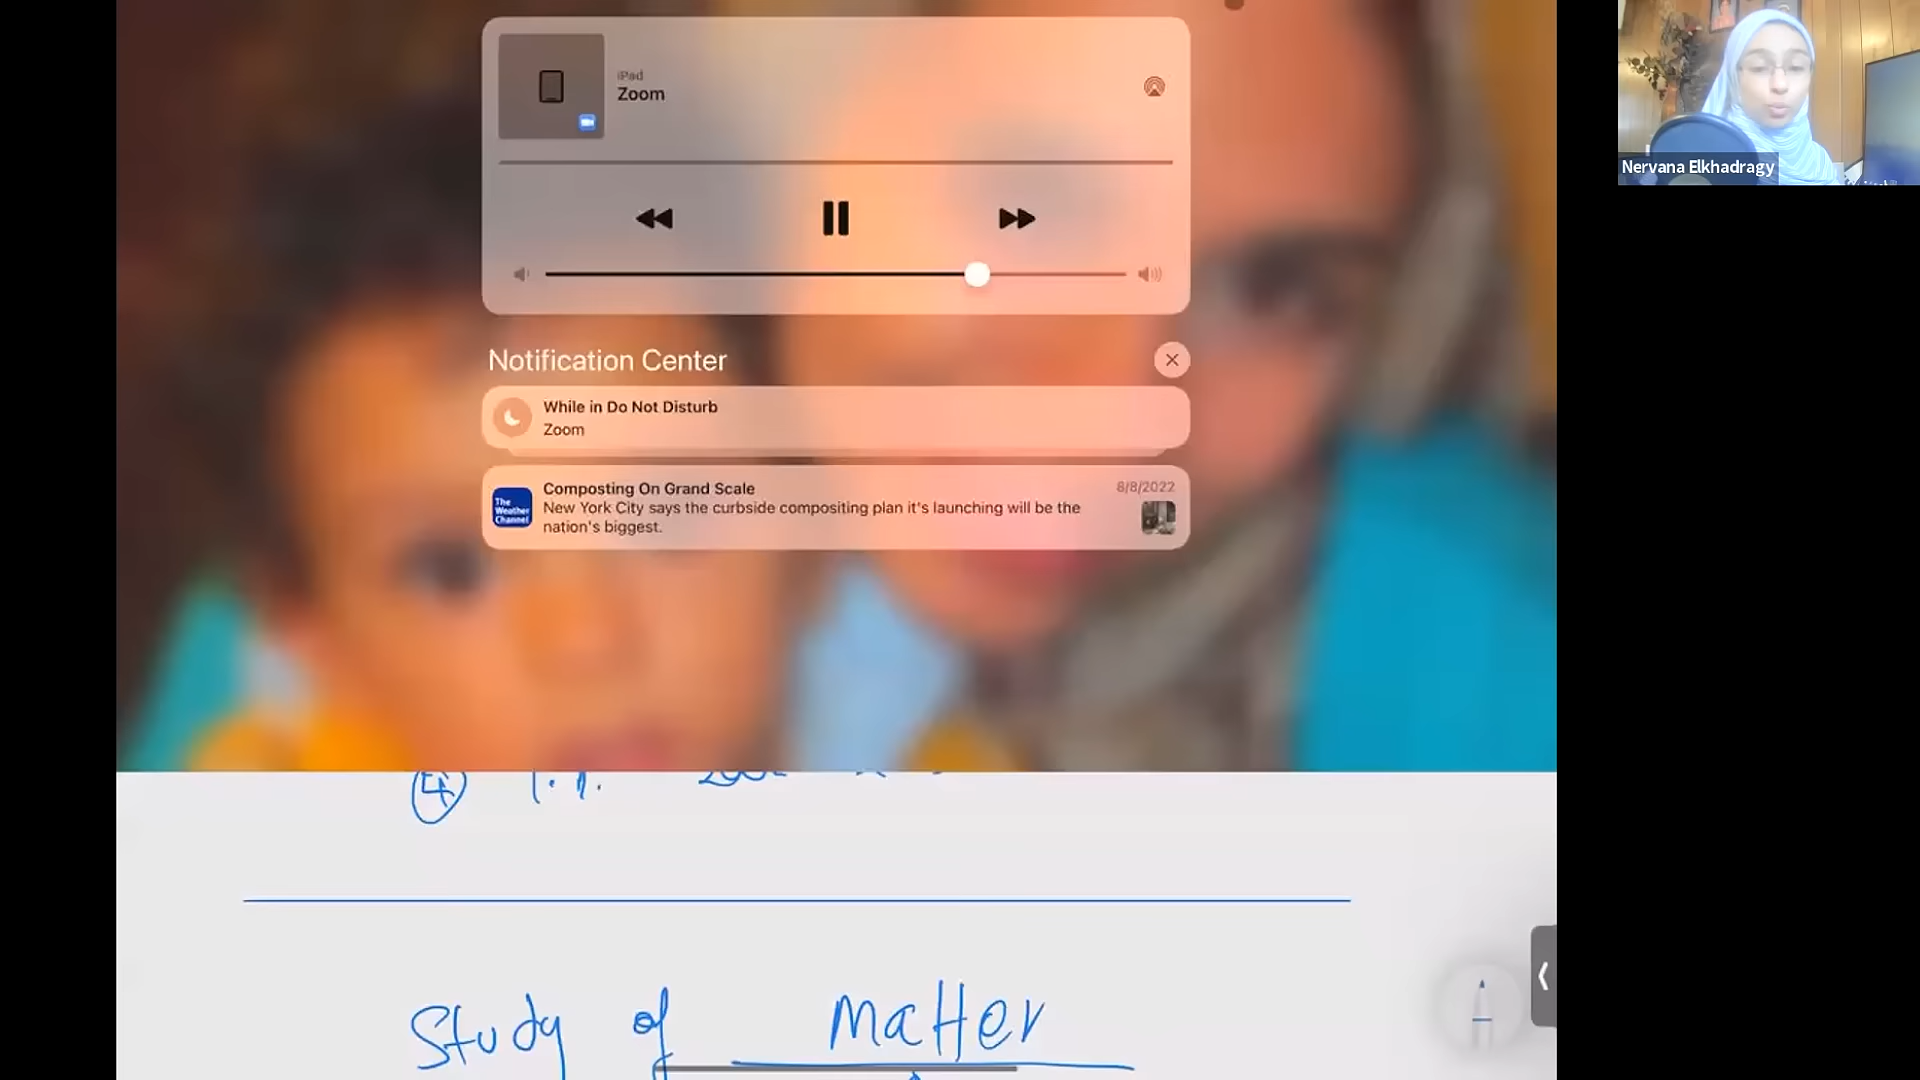 iPad
Zoom
Nervana Elkhadragy
Notification Center
While in Do Not Disturb
Zoom
The Weather Channel
Composting On Grand Scale
8/8/2022
New York City says the curbside compositing plan it's launching will be the
nation's biggest.
④
Study of matter